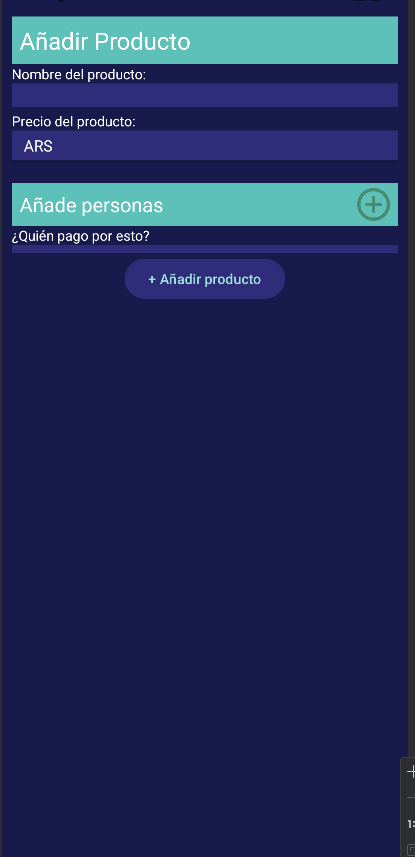 Añadir Producto
Nombre del producto:
Precio del producto:
ARS
Añade personas
¿Quién pago por esto?
+ Añadir producto